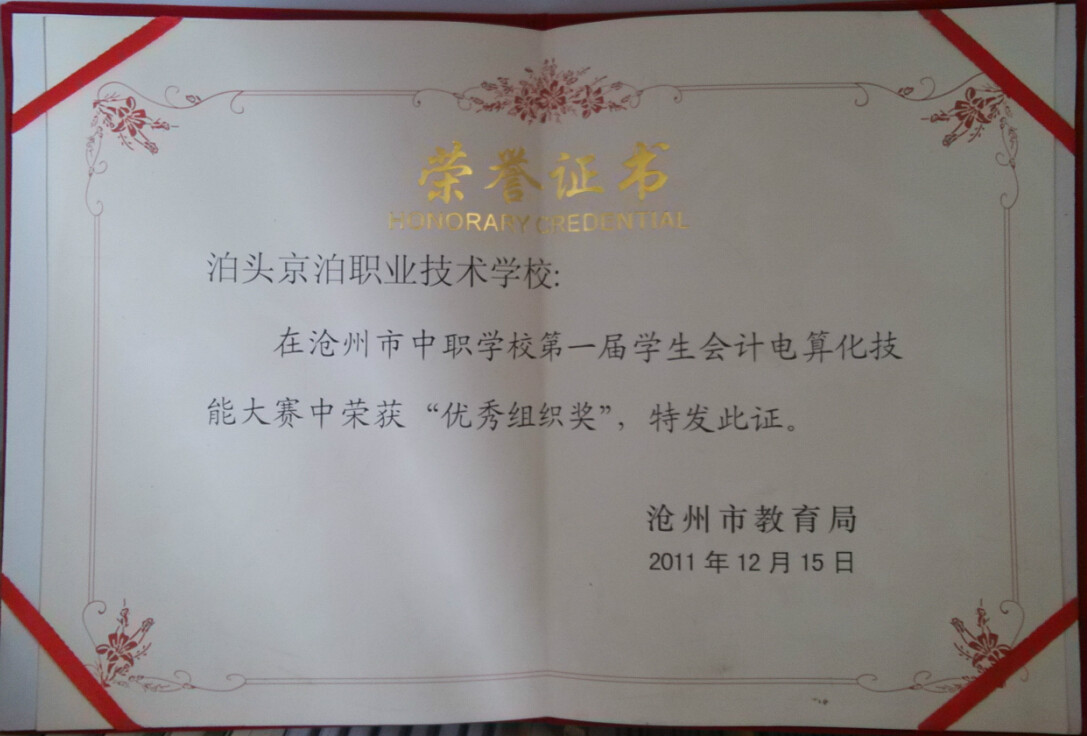 荣誉证书
HONORARY CREDENTIAL
泊头京泊职业技术学校:
在沧州市中职学校第一届学生会计电算化技
能大赛中荣获“优秀组织奖”,特发此证。
沧州市教育局
2011年12月15日